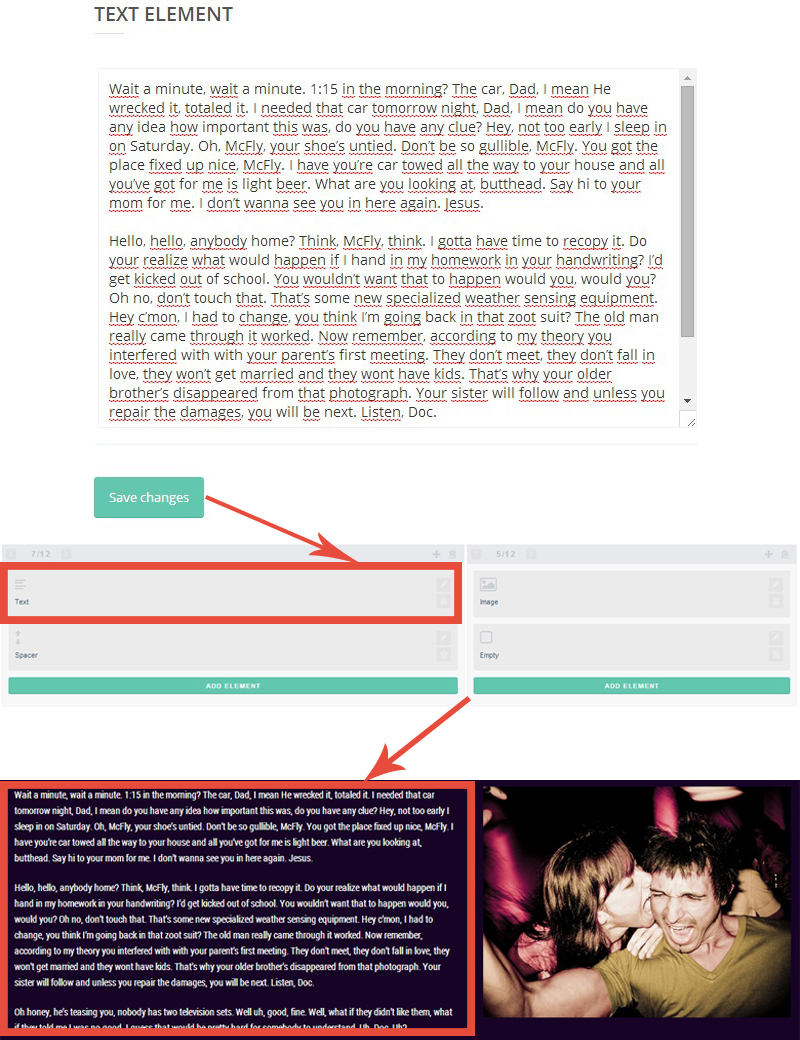 TEXT ELEMENT
Wait a minute, wait a minute. 1:15 in the morning? The car, Dad, I mean He
wrecked it, totaled it. I needed that car tomorrow night, Dad, I mean do you have
any idea how important this was, do you have any clue? Hey, not too early I sleep in
on Saturday. Oh, McFly, your shoe's untied. Don't be so gullible, McFly. You got the
place fixed up nice, McFly. I have you're car towed all the way to your house and all
you've got for me is light beer. What are you looking at, butthead. Say hi to your
mom for me. I don't wanna see you in here again. Jesus.
Hello, hello, anybody home? Think, McFly, think. I gotta have time to recopy it. Do
your realize what would happen if I hand in my homework in your handwriting? I'd
get kicked out of school. You wouldn't want that to happen would you, would you?
Oh no, don't touch that. That's some new specialized weather sensing equipment.
Hey c'mon, I had to change, you think I'm going back in that zoot suit? The old man
really came through it worked. Now remember, according to my theory you
interfered with with your parent's first meeting. They don't meet, they don't fall in
love, they won't get married and they wont have kids. That's why your older
brother's disappeared from that photograph. Your sister will follow and unless you
repair the damages, you will be next. Listen, Doc.
Save changes
7/12
5/12
Text
Image
Spacer
Empty
ADD ELEMENT
ADD ELEMENT
Wait a minute, wait a minute. 1:15 in the morning? The car, Dad, I mean He wrecked it, totaled it. I needed that car
tomorrow night, Dad, I mean do you have any idea how important this was, do you have any clue? Hey, not too early I
sleep in on Saturday. Oh, McFly, your shoe's untied. Don't be so gullible, McFly. You got the place fixed up nice, McFly. I
have you're car towed all the way to your house and all you've got for me is light beer. What are you looking at,
butthead. Say hi to your mom for me. I don't wanna see you in here again. Jesus.
Hello, hello, anybody home? Think, McFly, think. I gotta have time to recopy it. Do your realize what would happen if I
hand in my homework in your handwriting? I'd get kicked out of school. You wouldn't want that to happen would you,
would you? Oh no, don't touch that. That's some new specialized weather sensing equipment. Hey c'mon, I had to
change, you think I'm going back in that zoot suit? The old man really came through it worked. Now remember,
according to my theory you interfered with with your parent's first meeting. They don't meet, they don't fall in love, they
won't get married and they wont have kids. That's why your older brother's disappeared from that photograph. Your
sister will follow and unless you repair the damages, you will be next. Listen, Doc.
Oh honey, he's teasing you, nobody has two television sets. Well uh, good, fine. Well, what if they didn't like them, what
if they told me I was no good. I guess that would be pretty hard for somebody to understand. Uh, Doc, Uh?